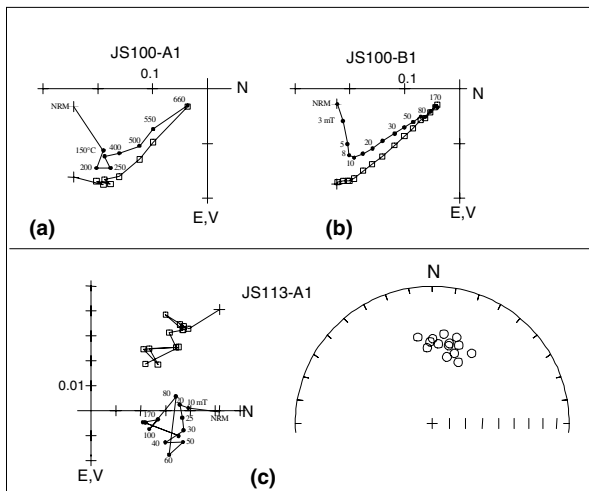 JS100-A1
0.1
N
NRM
660
550
500
400
150°C
200
250
E,V
(a)
JS100-B1
0.1
N
170
NRM
80
3 mT
50
30
20
5
8
10
E,V
(b)
JS113-A1
0.01
80
10 mT
N
NRM
170
25
100
30
40
50
60
E,V
(c)
N